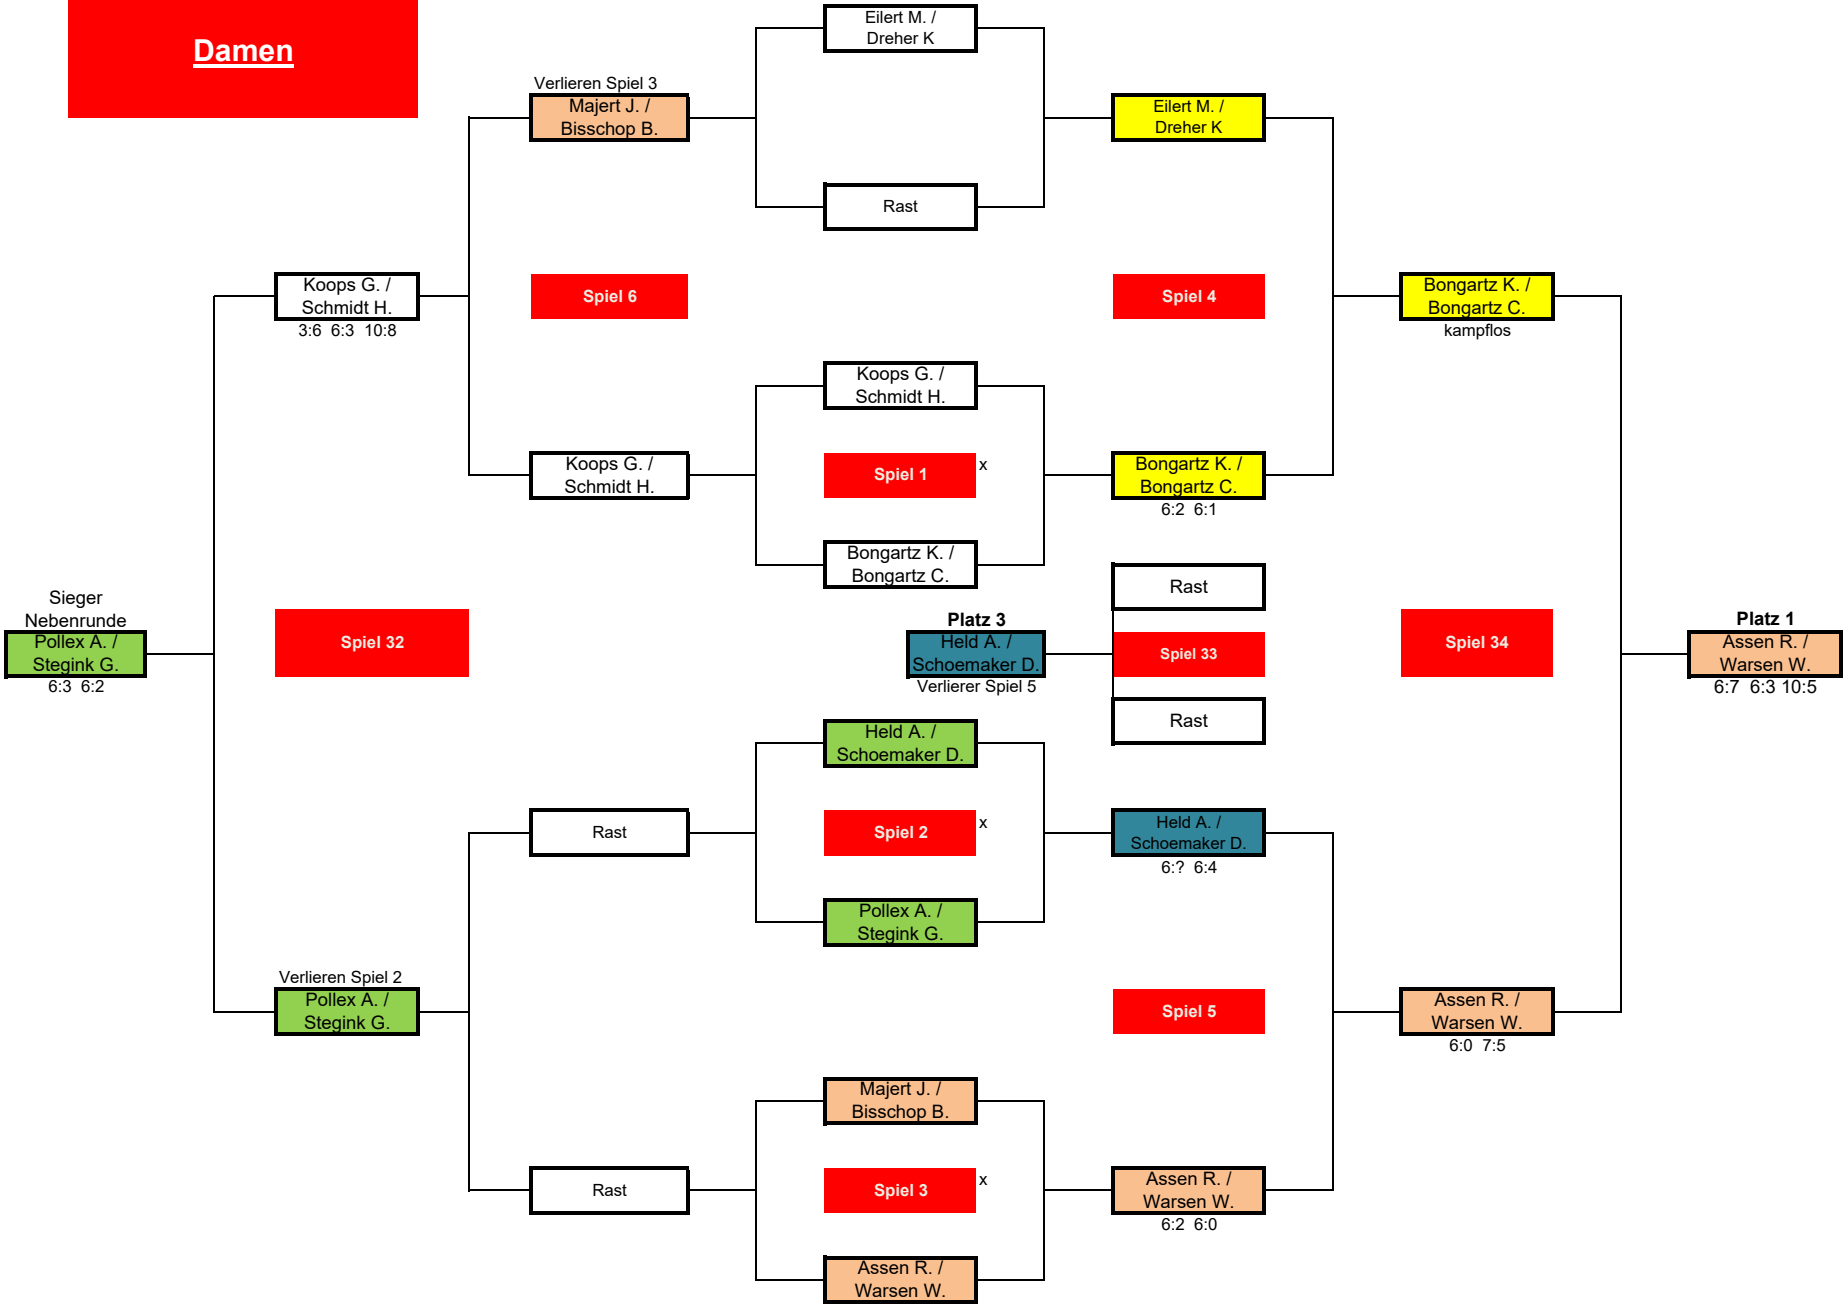 Damen
Eilert M. /
Dreher K
Verlieren Spiel 3
Majert J. /
Bisschop B.
Eilert M. /
Dreher K
Rast
Koops G. /
Schmidt H.
3:6  6:3  10:8
Spiel 6
Spiel 4
Bongartz K. /
Bongartz C.
kampflos
Koops G. /
Schmidt H.
Koops G. /
Schmidt H.
Spiel 1
x
Bongartz K. /
Bongartz C.
6:2  6:1
Bongartz K. /
Bongartz C.
Rast
Sieger
Nebenrunde
Pollex A. /
Stegink G.
6:3  6:2
Spiel 32
Platz 3
Held A. /
Schoemaker D.
Verlierer Spiel 5
Spiel 33
Spiel 34
Platz 1
Assen R. /
Warsen W.
6:7  6:3 10:5
Rast
Held A. /
Schoemaker D.
Rast
Spiel 2
x
Held A. /
Schoemaker D.
6:?  6:4
Pollex A. /
Stegink G.
Verlieren Spiel 2
Pollex A. /
Stegink G.
Spiel 5
Assen R. /
Warsen W.
6:0  7:5
Majert J. /
Bisschop B.
Rast
Spiel 3
x
Assen R. /
Warsen W.
6:2  6:0
Assen R. /
Warsen W.